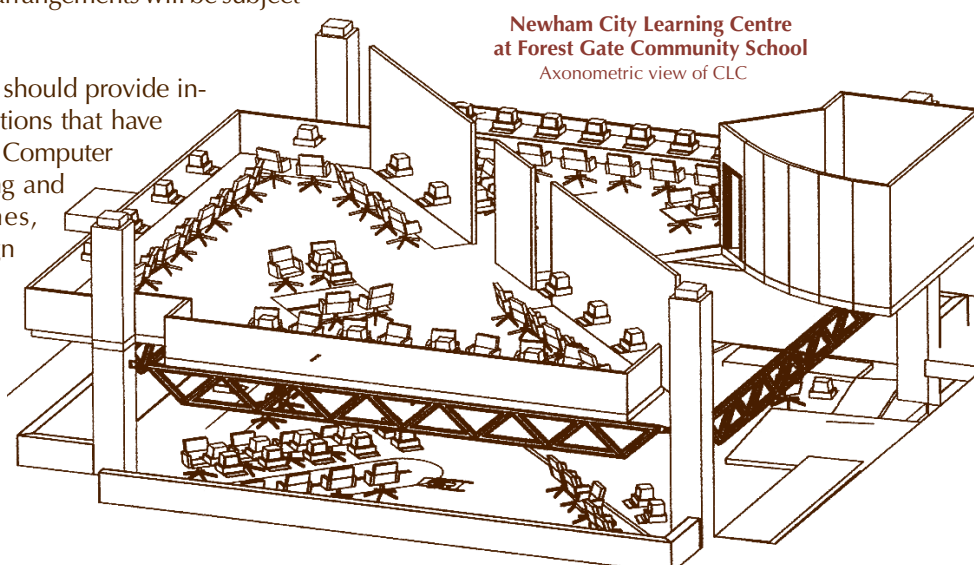 arrangements will be subject
Newham City Learning Centre
at Forest Gate Community School
Axonometric view of CLC
should provide in-
tions that have
Computer
g and
es,
gn